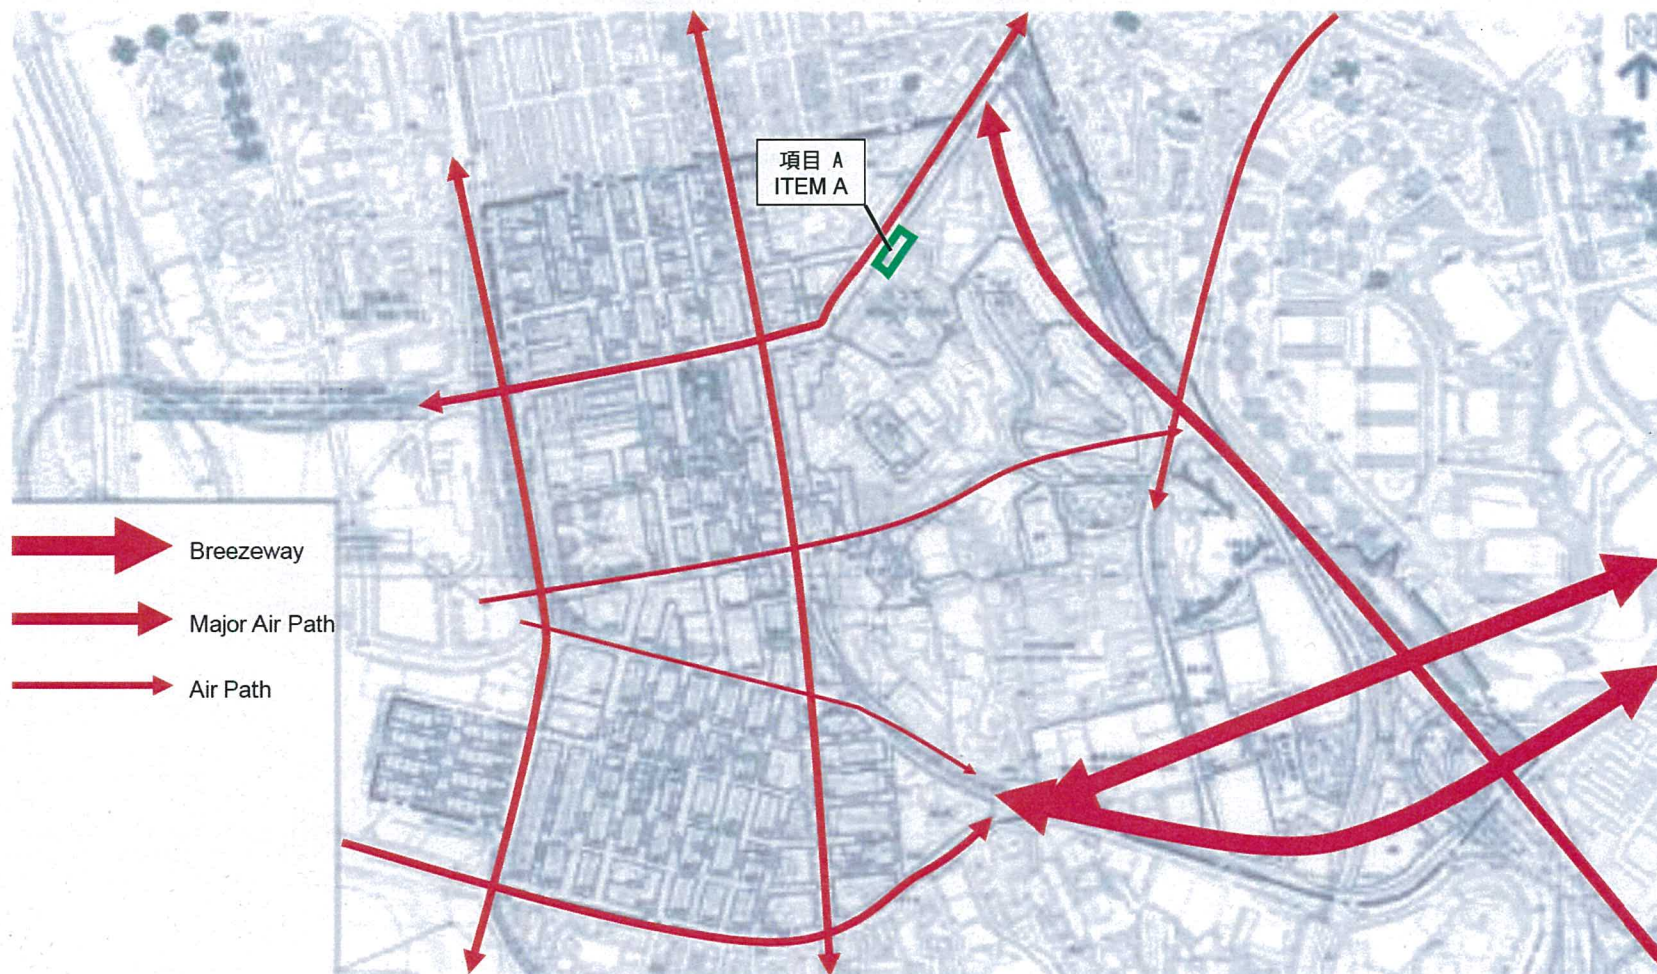 N
項目 A
ITEM A
Breezeway
Major Air Path
Air Path